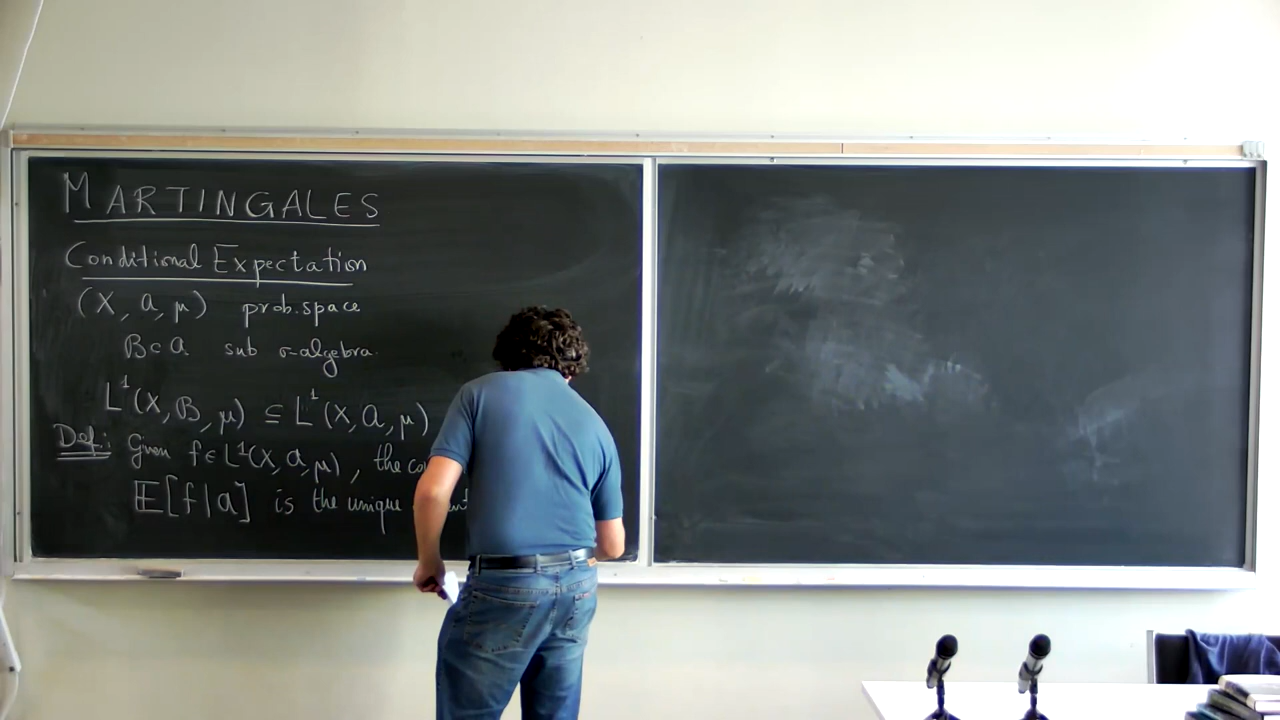 MARTINGALES
Conditional Expectation
(X, a, μ) prob. space
B ⊂ a sub σ-algebra.
L¹(X, B, μ) ⊆ L¹(X, a, μ)
Def.: Given f ∈ L¹(X, a, μ), the
E[f|a] is the unique